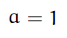 a = 1